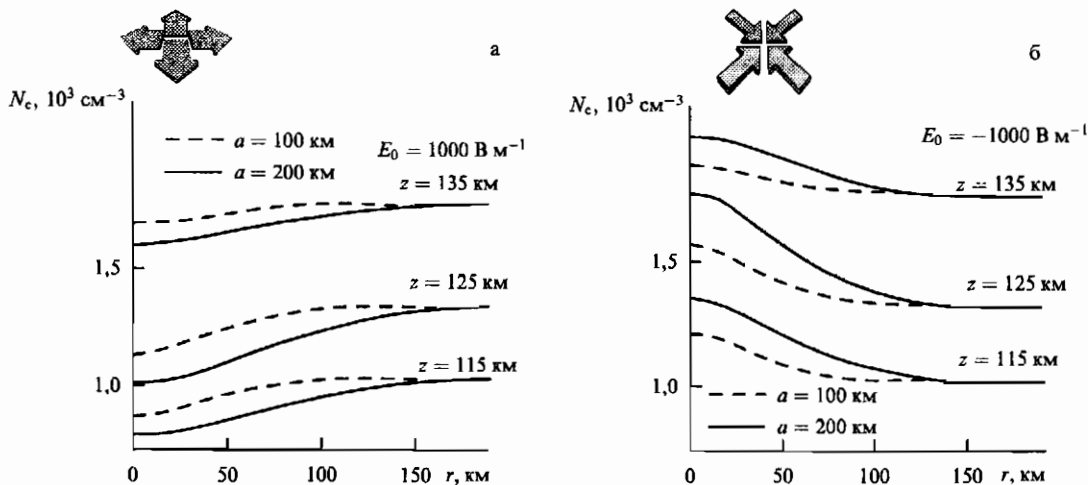 а
N_e, 10³ см⁻³
a = 100 км
a = 200 км
E₀ = 1000 В м⁻¹
z = 135 км
1,5
z = 125 км
z = 115 км
1,0
0
50
100
150
r, км
б
N_e, 10³ см⁻³
E₀ = −1000 В м⁻¹
z = 135 км
1,5
z = 125 км
z = 115 км
1,0
a = 100 км
a = 200 км
0
50
100
150
r, км